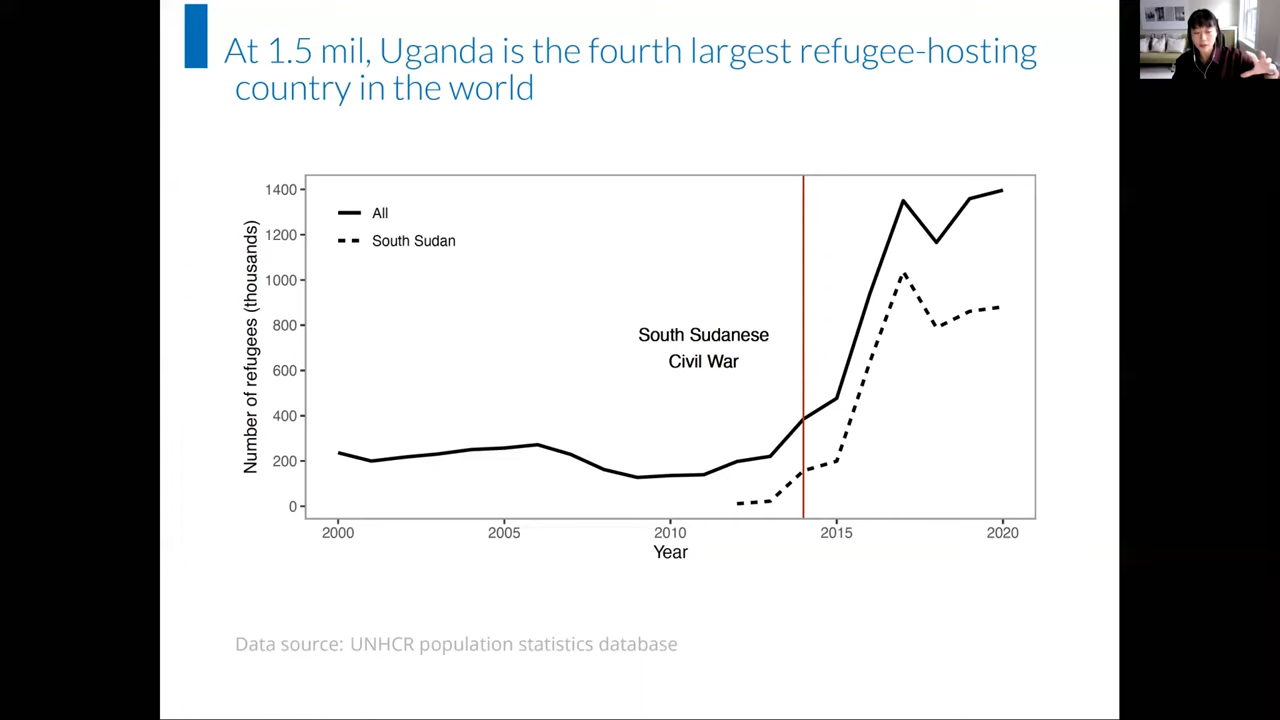 At 1.5 mil, Uganda is the fourth largest refugee-hosting
country in the world
1400
1200
1000
800
600
400
200
0
Number of refugees (thousands)
All
South Sudan
South Sudanese
Civil War
2000
2005
2010
2015
2020
Year
Data source: UNHCR population statistics database